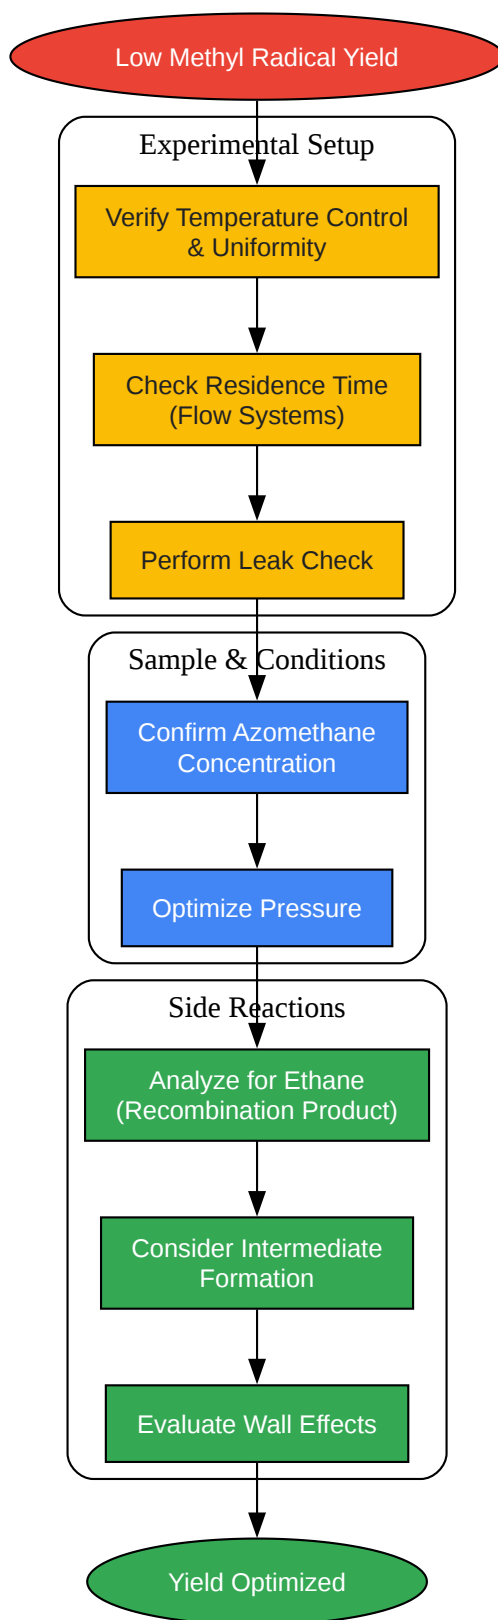 Low Methyl Radical Yield
Experimental Setup
Verify Temperature Control
& Uniformity
Check Residence Time
(Flow Systems)
Perform Leak Check
Sample & Conditions
Confirm Azomethane
Concentration
Optimize Pressure
Side Reactions
Analyze for Ethane
(Recombination Product)
Consider Intermediate
Formation
Evaluate Wall Effects
Yield Optimized